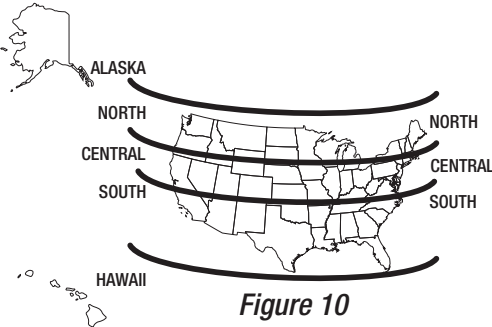 ALASKA
NORTH
NORTH
CENTRAL
CENTRAL
SOUTH
SOUTH
HAWAII
Figure 10